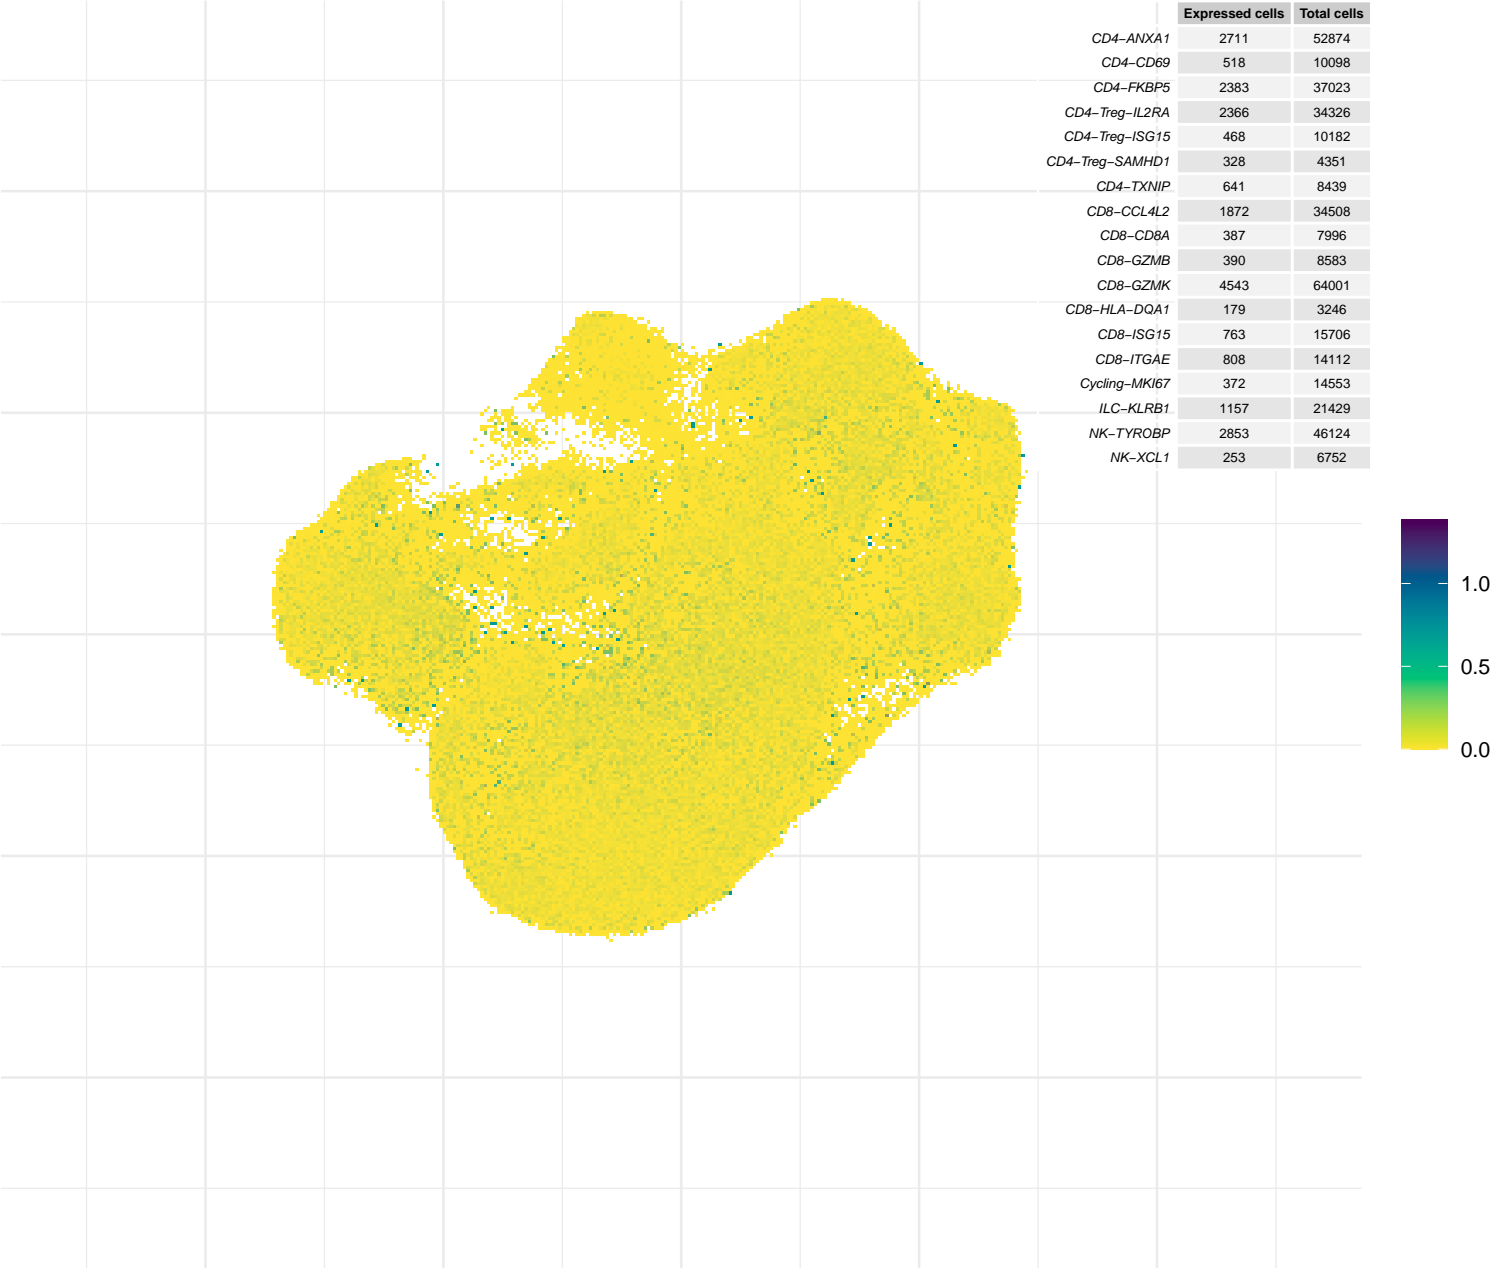 Expressed cells Total cells
CD4−ANXA1 2711 52874
CD4−CD69 518 10098
CD4−FKBP5 2383 37023
CD4−Treg−IL2RA 2366 34326
CD4−Treg−ISG15 468 10182
CD4−Treg−SAMHD1 328 4351
CD4−TXNIP 641 8439
CD8−CCL4L2 1872 34508
CD8−CD8A 387 7996
CD8−GZMB 390 8583
CD8−GZMK 4543 64001
CD8−HLA−DQA1 179 3246
CD8−ISG15 763 15706
CD8−ITGAE 808 14112
Cycling−MKI67 372 14553
ILC−KLRB1 1157 21429
NK−TYROBP 2853 46124
NK−XCL1 253 6752
1.0
0.5
0.0